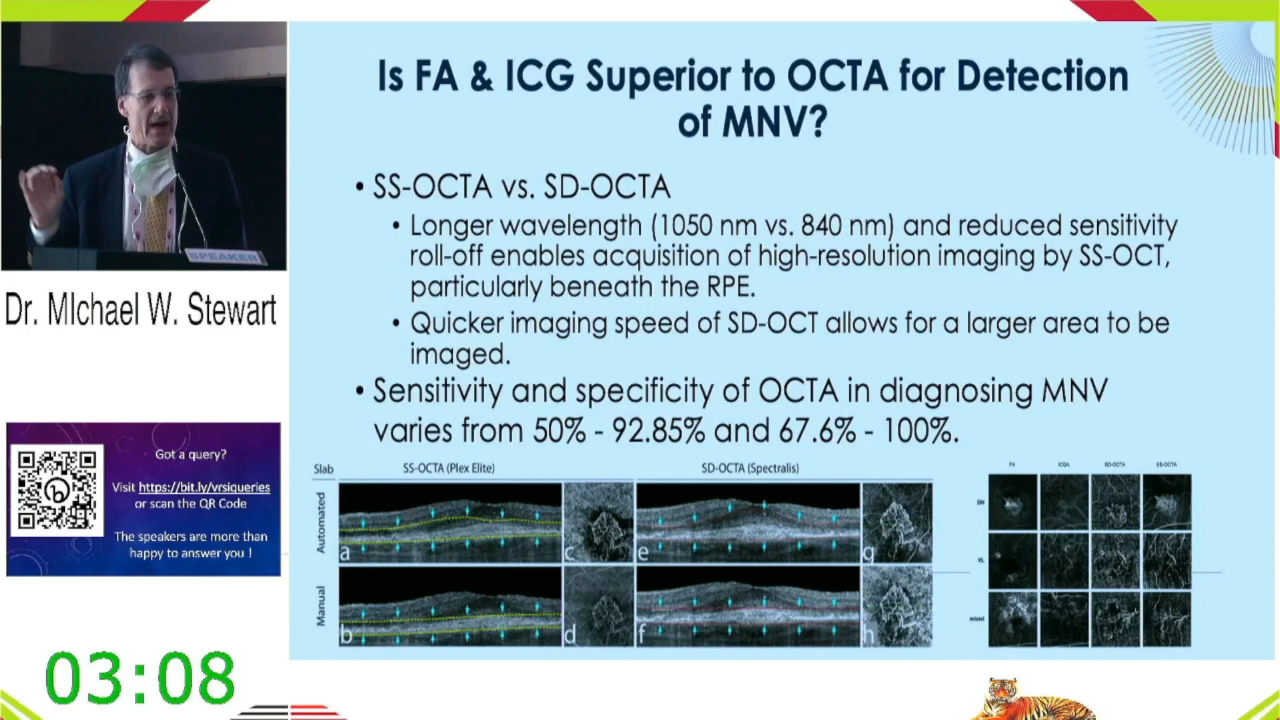 Is FA & ICG Superior to OCTA for Detection
of MNV?
• SS-OCTA vs. SD-OCTA
• Longer wavelength (1050 nm vs. 840 nm) and reduced sensitivity
roll-off enables acquisition of high-resolution imaging by SS-OCT,
particularly beneath the RPE.
• Quicker imaging speed of SD-OCT allows for a larger area to be
imaged.
• Sensitivity and specificity of OCTA in diagnosing MNV
varies from 50% - 92.85% and 67.6% - 100%.
SPEAKER
Dr. MIchael W. Stewart
Got a query?
Visit https://bit.ly/vrsiqueries
or scan the QR Code
The speakers are more than
happy to answer you !
03:08
Slab
SS-OCTA (Plex Elite)
SD-OCTA (Spectralis)
Automated
a
c
e
g
Manual
b
d
f
h
FA
ICGA
SD-OCTA
SS-OCTA
VL
mixed